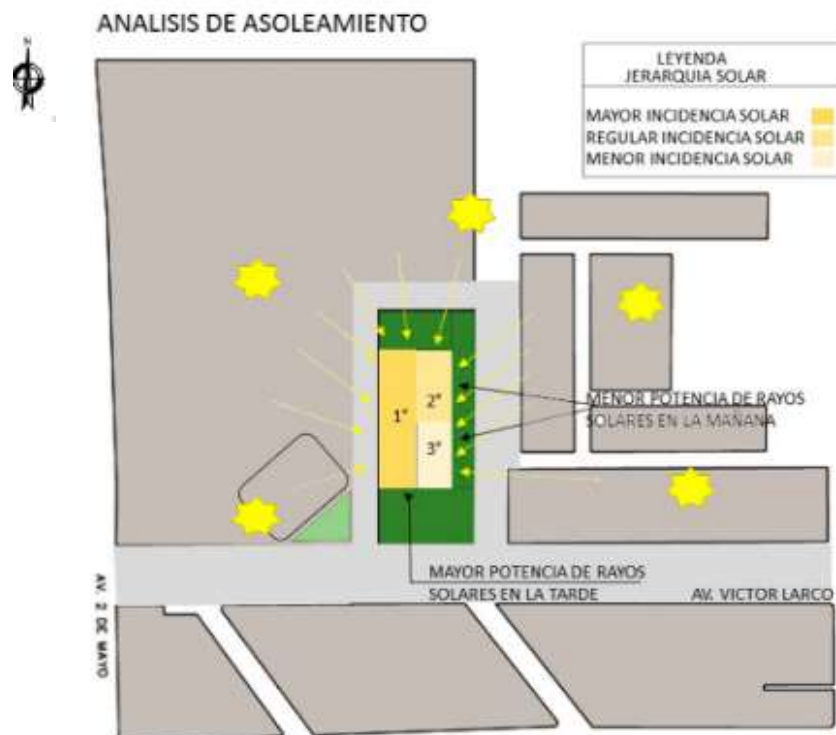 ANALISIS DE ASOLEAMIENTO
N
LEYENDA
JERARQUIA SOLAR
MAYOR INCIDENCIA SOLAR
REGULAR INCIDENCIA SOLAR
MENOR INCIDENCIA SOLAR
1°
2°
3°
MENOR POTENCIA DE RAYOS
SOLARES EN LA MAÑANA
MAYOR POTENCIA DE RAYOS
SOLARES EN LA TARDE
AV. VICTOR LARCO
AV. 2 DE MAYO